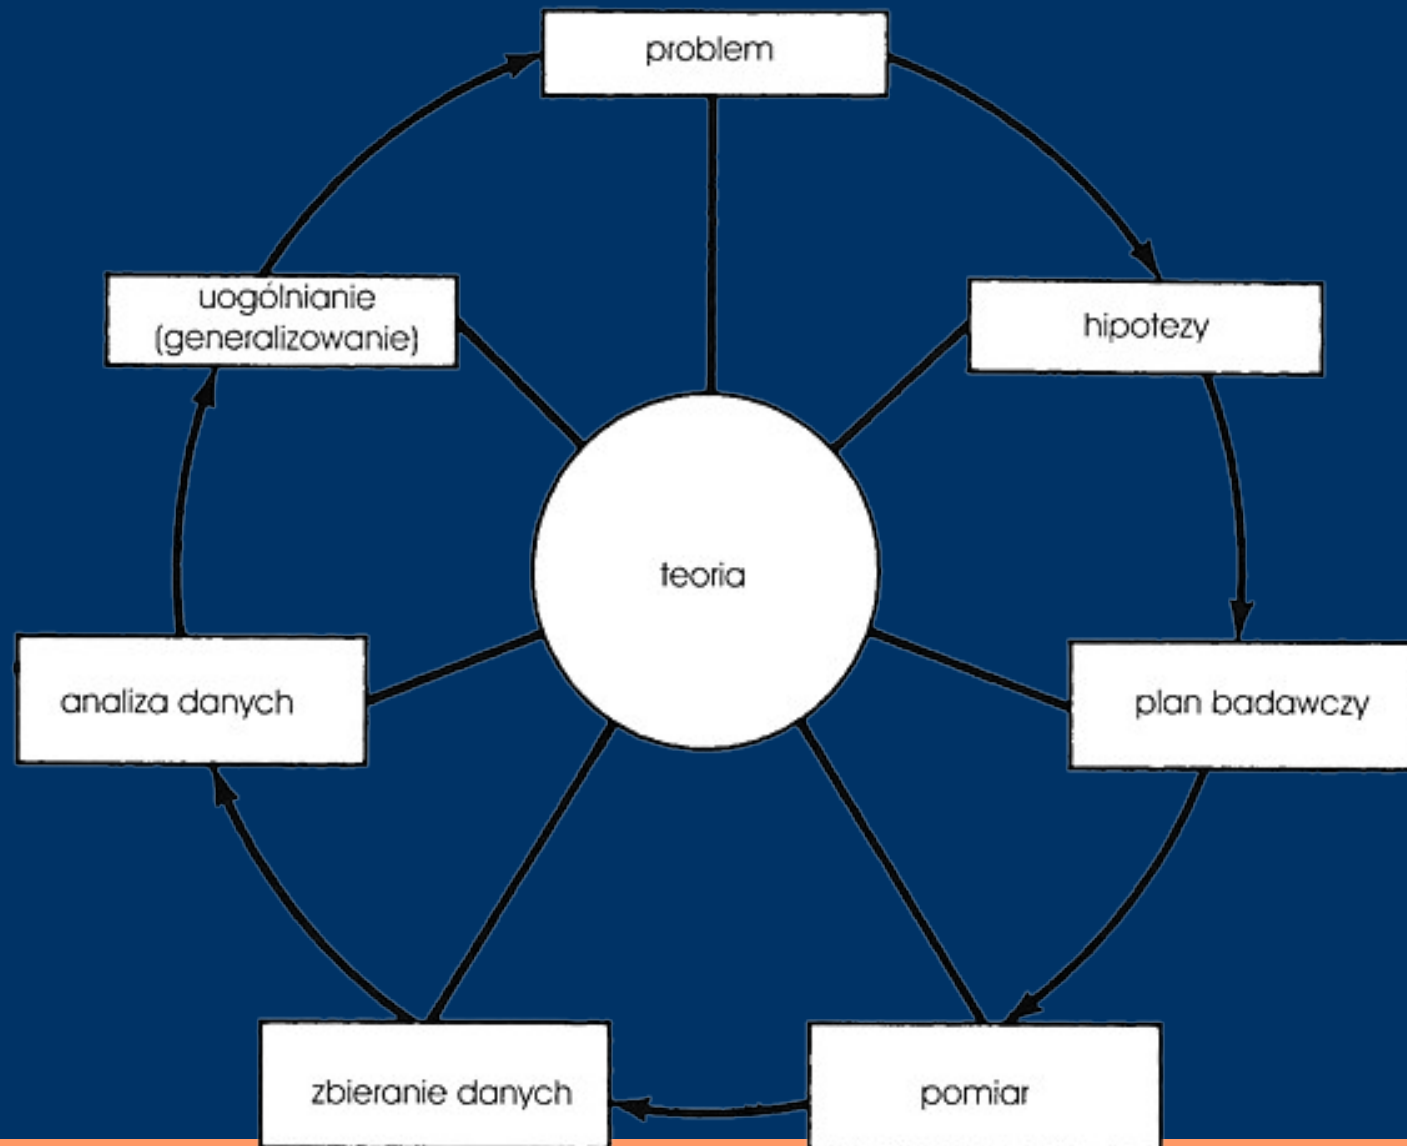 problem
hipotezy
plan badawczy
pomiar
zbieranie danych
analiza danych
uogólnianie
(generalizowanie)
teoria